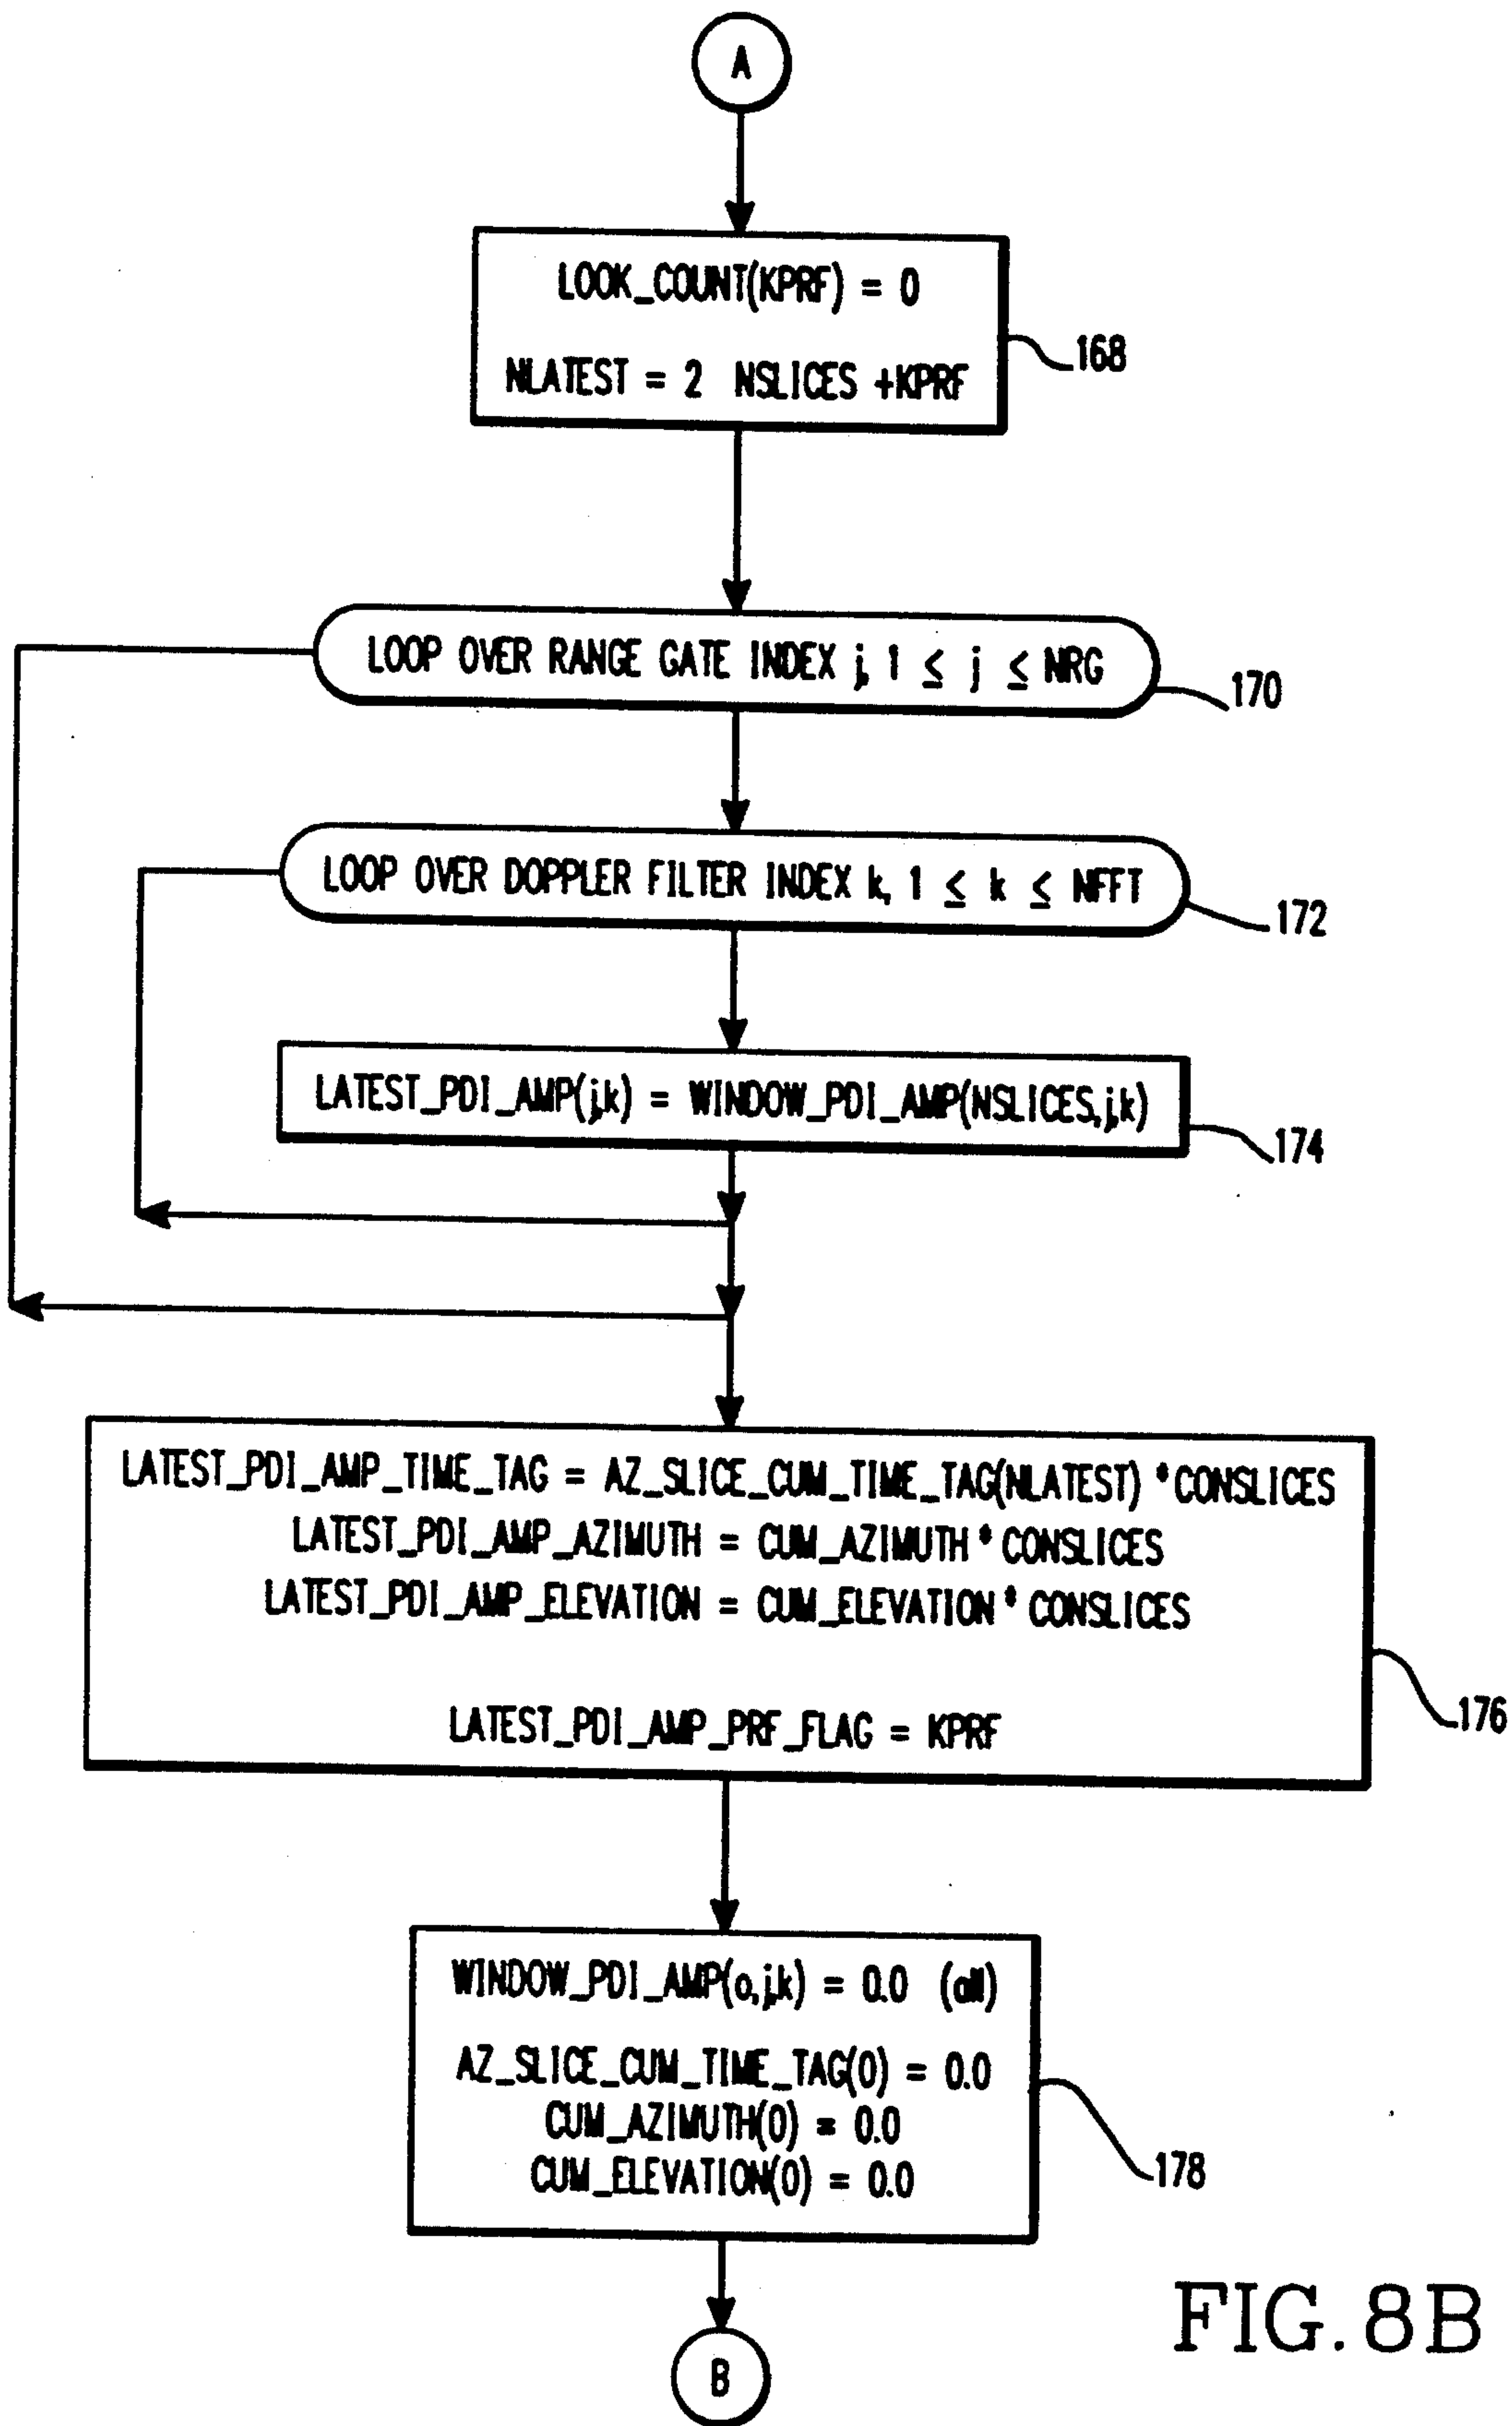 A
LOOK_COUNT(KPRF) = 0
NLATEST = 2 NSLICES +KPRF
168
LOOP OVER RANGE GATE INDEX j, 1 ≤ j ≤ NRG
170
LOOP OVER DOPPLER FILTER INDEX k, 1 ≤ k ≤ NFFT
172
LATEST_PDI_AMP(j,k) = WINDOW_PDI_AMP(NSLICES,j,k)
174
LATEST_PDI_AMP_TIME_TAG = AZ_SLICE_CUM_TIME_TAG(NLATEST) *CONSLICES
LATEST_PDI_AMP_AZIMUTH = CUM_AZIMUTH* CONSLICES
LATEST_PDI_AMP_ELEVATION = CUM_ELEVATION* CONSLICES
LATEST_PDI_AMP_PRF_FLAG = KPRF
176
WINDOW_PDI_AMP(o,j,k) = 0.0 (all)
AZ_SLICE_CUM_TIME_TAG(0) = 0.0
CUM_AZIMUTH(0) = 0.0
CUM_ELEVATION(0) = 0.0
178
B
FIG. 8B